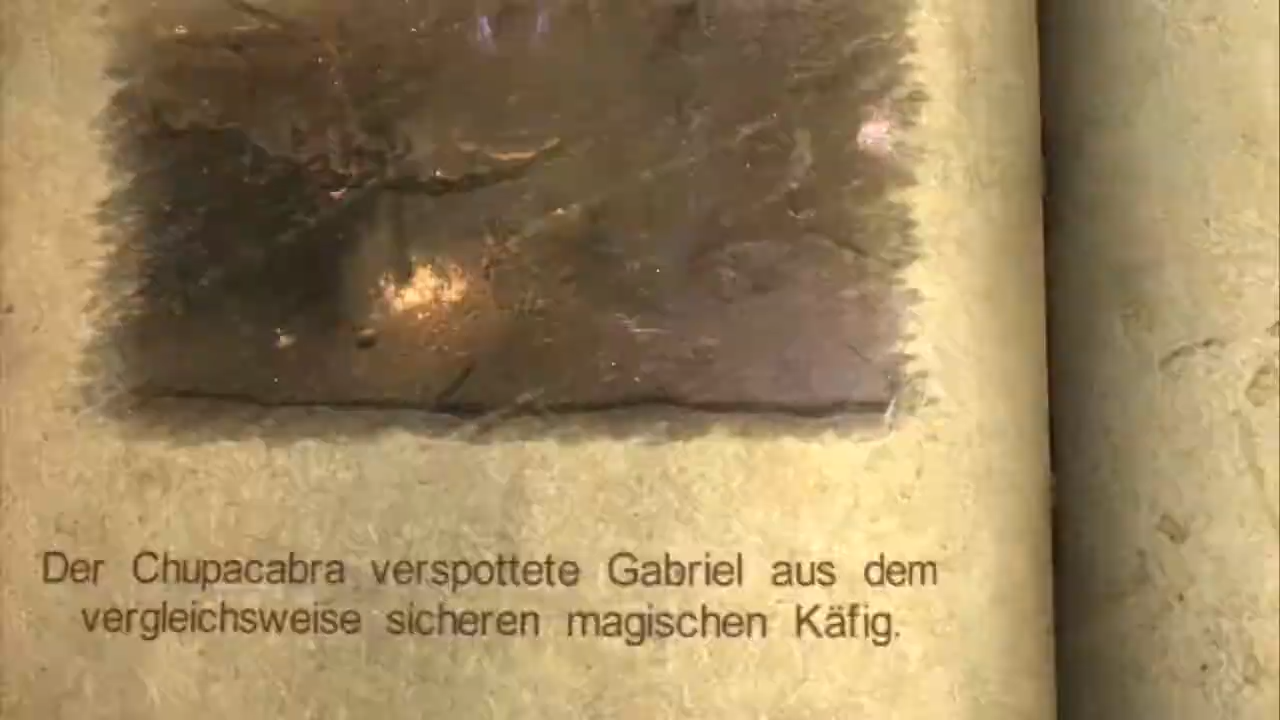 Der Chupacabra verspottete Gabriel aus dem
vergleichsweise sicheren magischen Käfig.